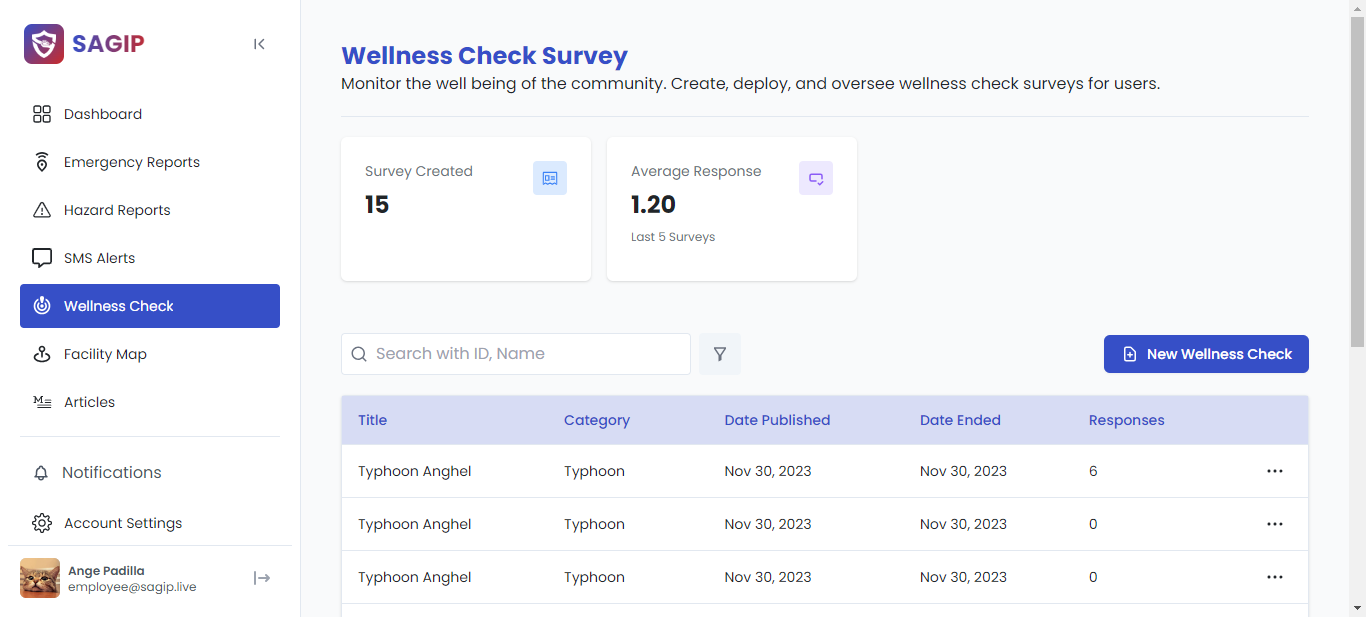 SAGIP
Dashboard
Emergency Reports
Hazard Reports
SMS Alerts
Wellness Check
Facility Map
Articles
Notifications
Account Settings
Ange Padilla
employee@sagip.live
Wellness Check Survey
Monitor the well being of the community. Create, deploy, and oversee wellness check surveys for users.
Survey Created
15
Average Response
1.20
Last 5 Surveys
Search with ID, Name
New Wellness Check
Title Category Date Published Date Ended Responses
Typhoon Anghel Typhoon Nov 30, 2023 Nov 30, 2023 6
Typhoon Anghel Typhoon Nov 30, 2023 Nov 30, 2023 0
Typhoon Anghel Typhoon Nov 30, 2023 Nov 30, 2023 0